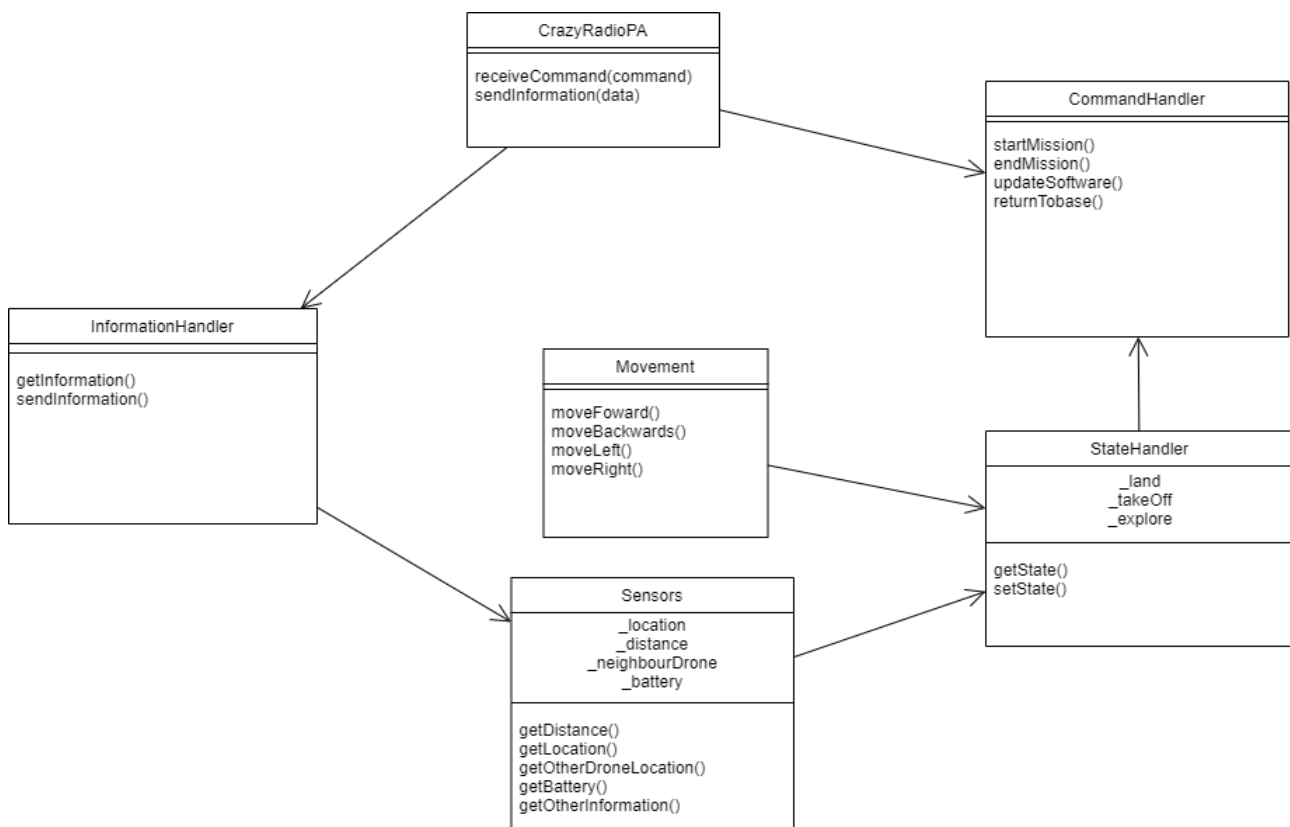 CrazyRadioPA
receiveCommand(command)
sendInformation(data)
CommandHandler
startMission()
endMission()
updateSoftware()
returnTobase()
InformationHandler
getInformation()
sendInformation()
Movement
moveFoward()
moveBackwards()
moveLeft()
moveRight()
StateHandler
_land
_takeOff
_explore
getState()
setState()
Sensors
_location
_distance
_neighbourDrone
_battery
getDistance()
getLocation()
getOtherDroneLocation()
getBattery()
getOtherInformation()